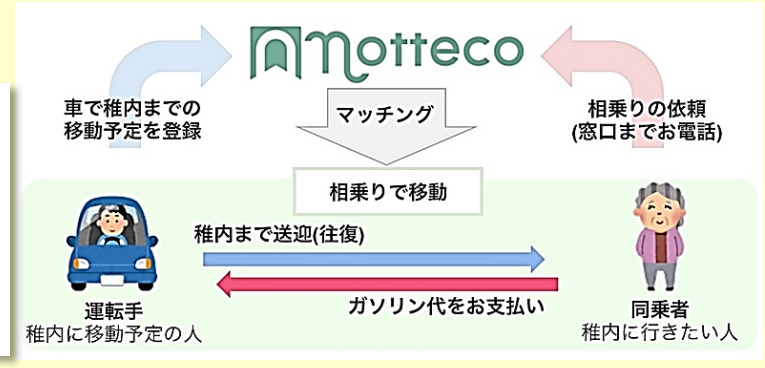 notteco
車で稚内までの
移動予定を登録
マッチング
相乗りの依頼
(窓口までお電話)
相乗りで移動
稚内まで送迎(往復)
ガソリン代をお支払い
運転手
稚内に移動予定の人
同乗者
稚内に行きたい人